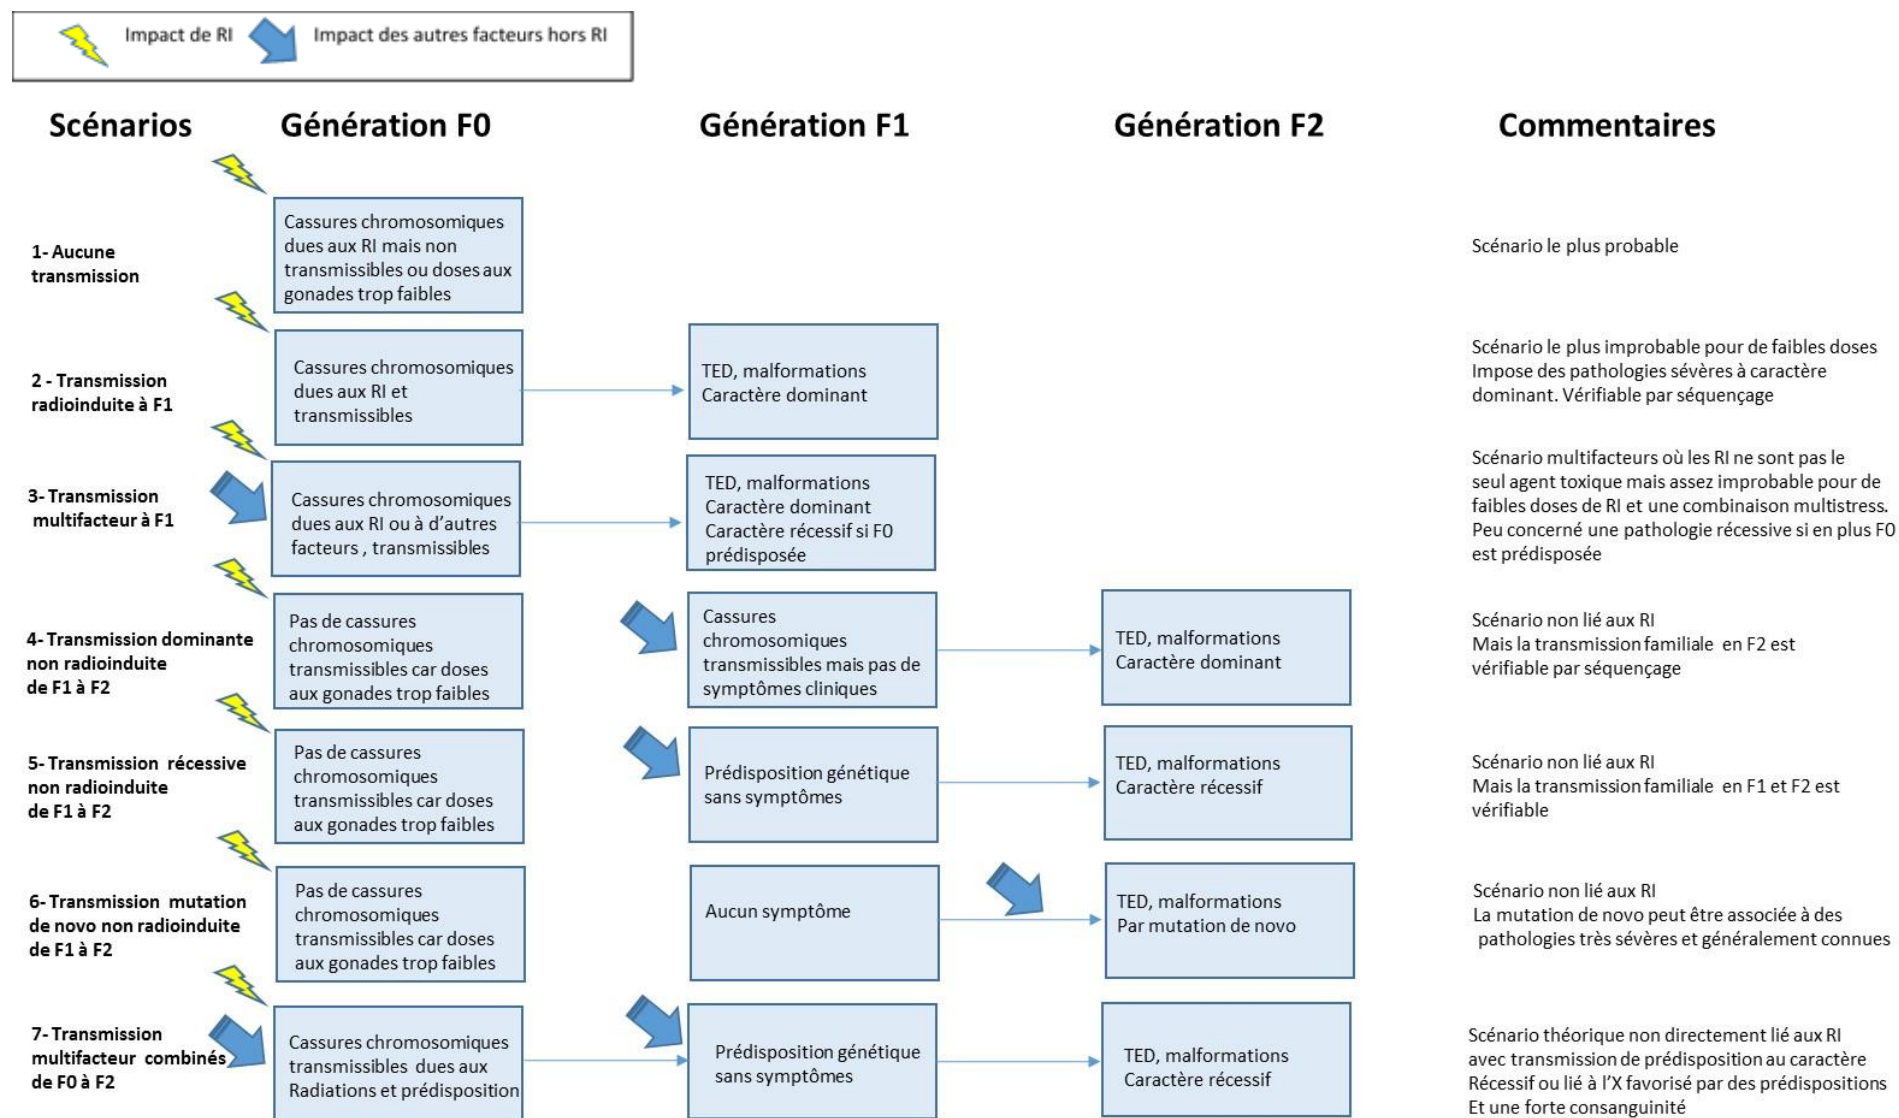 Impact de RI
Impact des autres facteurs hors RI
Scénarios
Génération F0
Génération F1
Génération F2
Commentaires
1- Aucune
transmission
Cassures chromosomiques
dues aux RI mais non
transmissibles ou doses aux
gonades trop faibles
Scénario le plus probable
2 - Transmission
radioinduite à F1
Cassures chromosomiques
dues aux RI et
transmissibles
TED, malformations
Caractère dominant
Scénario le plus improbable pour de faibles doses
Impose des pathologies sévères à caractère
dominant. Vérifiable par séquençage
3- Transmission
multifacteur à F1
Cassures chromosomiques
dues aux RI ou à d'autres
facteurs , transmissibles
TED, malformations
Caractère dominant
Caractère récessif si F0
prédisposée
Scénario multifacteurs où les RI ne sont pas le
seul agent toxique mais assez improbable pour de
faibles doses de RI et une combinaison multistress.
Peu concerné une pathologie récessive si en plus F0
est prédisposée
4- Transmission dominante
non radioinduite
de F1 à F2
Pas de cassures
chromosomiques
transmissibles car doses
aux gonades trop faibles
Cassures
chromosomiques
transmissibles mais pas de
symptômes cliniques
TED, malformations
Caractère dominant
Scénario non lié aux RI
Mais la transmission familiale en F2 est
vérifiable par séquençage
5- Transmission récessive
non radioinduite
de F1 à F2
Pas de cassures
chromosomiques
transmissibles car doses
aux gonades trop faibles
Prédisposition génétique
sans symptômes
TED, malformations
Caractère récessif
Scénario non lié aux RI
Mais la transmission familiale en F1 et F2 est
vérifiable
6- Transmission mutation
de novo non radioinduite
de F1 à F2
Pas de cassures
chromosomiques
transmissibles car doses
aux gonades trop faibles
Aucun symptôme
TED, malformations
Par mutation de novo
Scénario non lié aux RI
La mutation de novo peut être associée à des
pathologies très sévères et généralement connues
7- Transmission
multifacteur combinés
de F0 à F2
Cassures chromosomiques
transmissibles dues aux
Radiations et prédisposition
Prédisposition génétique
sans symptômes
TED, malformations
Caractère récessif
Scénario théorique non directement lié aux RI
avec transmission de prédisposition au caractère
Récessif ou lié à l'X favorisé par des prédispositions
Et une forte consanguinité